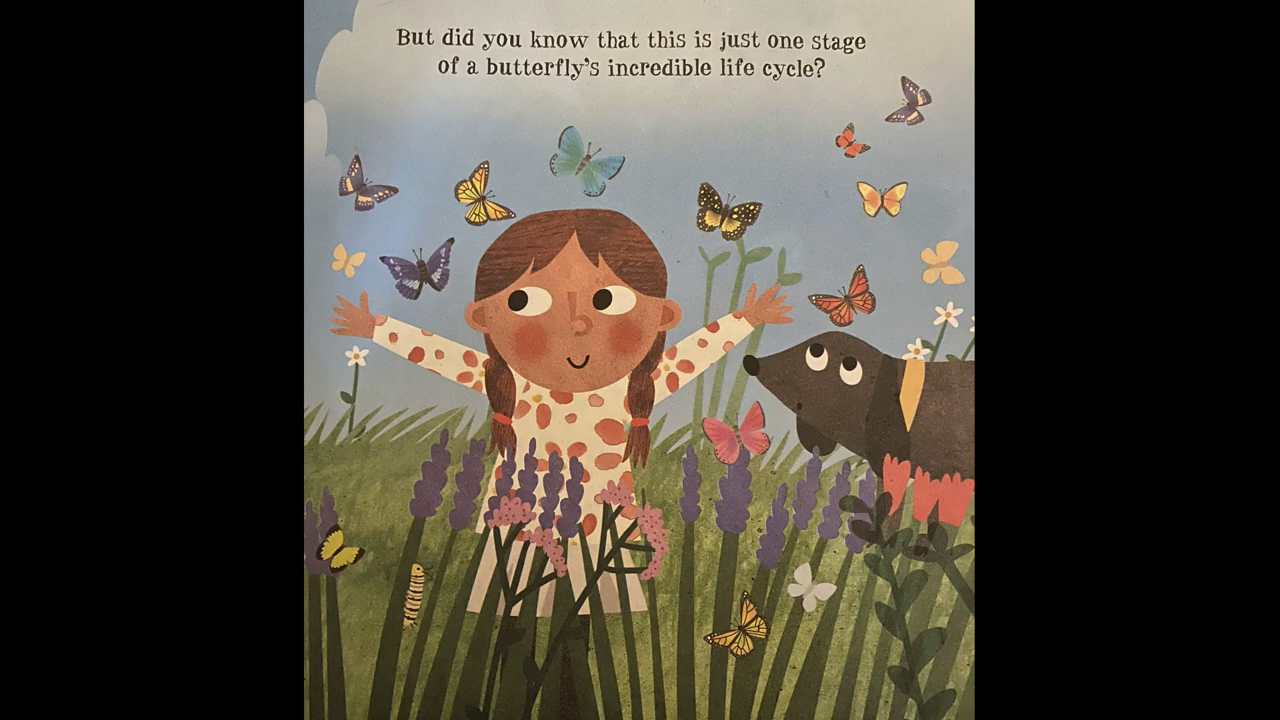 But did you know that this is just one stage
of a butterfly's incredible life cycle?